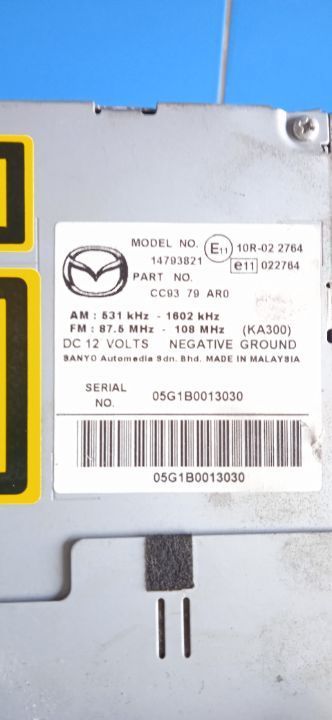 MODEL NO. E11 10R-02 2764
14793821 e11 022764
PART NO.
CC93 79 AR0
AM : 531 kHz - 1602 kHz
FM : 87.5 MHz - 108 MHz (KA300)
DC 12 VOLTS NEGATIVE GROUND
SANYO Automedia Sdn. Bhd. MADE IN MALAYSIA
SERIAL NO. 05G1B0013030
05G1B0013030